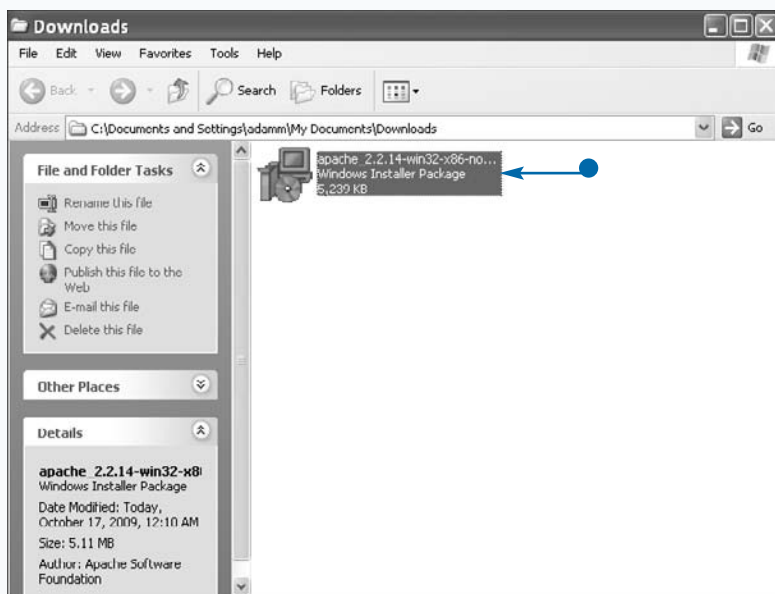 Downloads
File Edit View Favorites Tools Help
Back Search Folders
Address C:\Documents and Settings\adamm\My Documents\Downloads Go
File and Folder Tasks
Rename this file
Move this file
Copy this file
Publish this file to the
Web
E-mail this file
Delete this file
Other Places
Details
apache_2.2.14-win32-x8
Windows Installer Package
Date Modified: Today,
October 17, 2009, 12:10 AM
Size: 5.11 MB
Author: Apache Software
Foundation
apache_2.2.14-win32-x86-no...
Windows Installer Package
5,239 KB